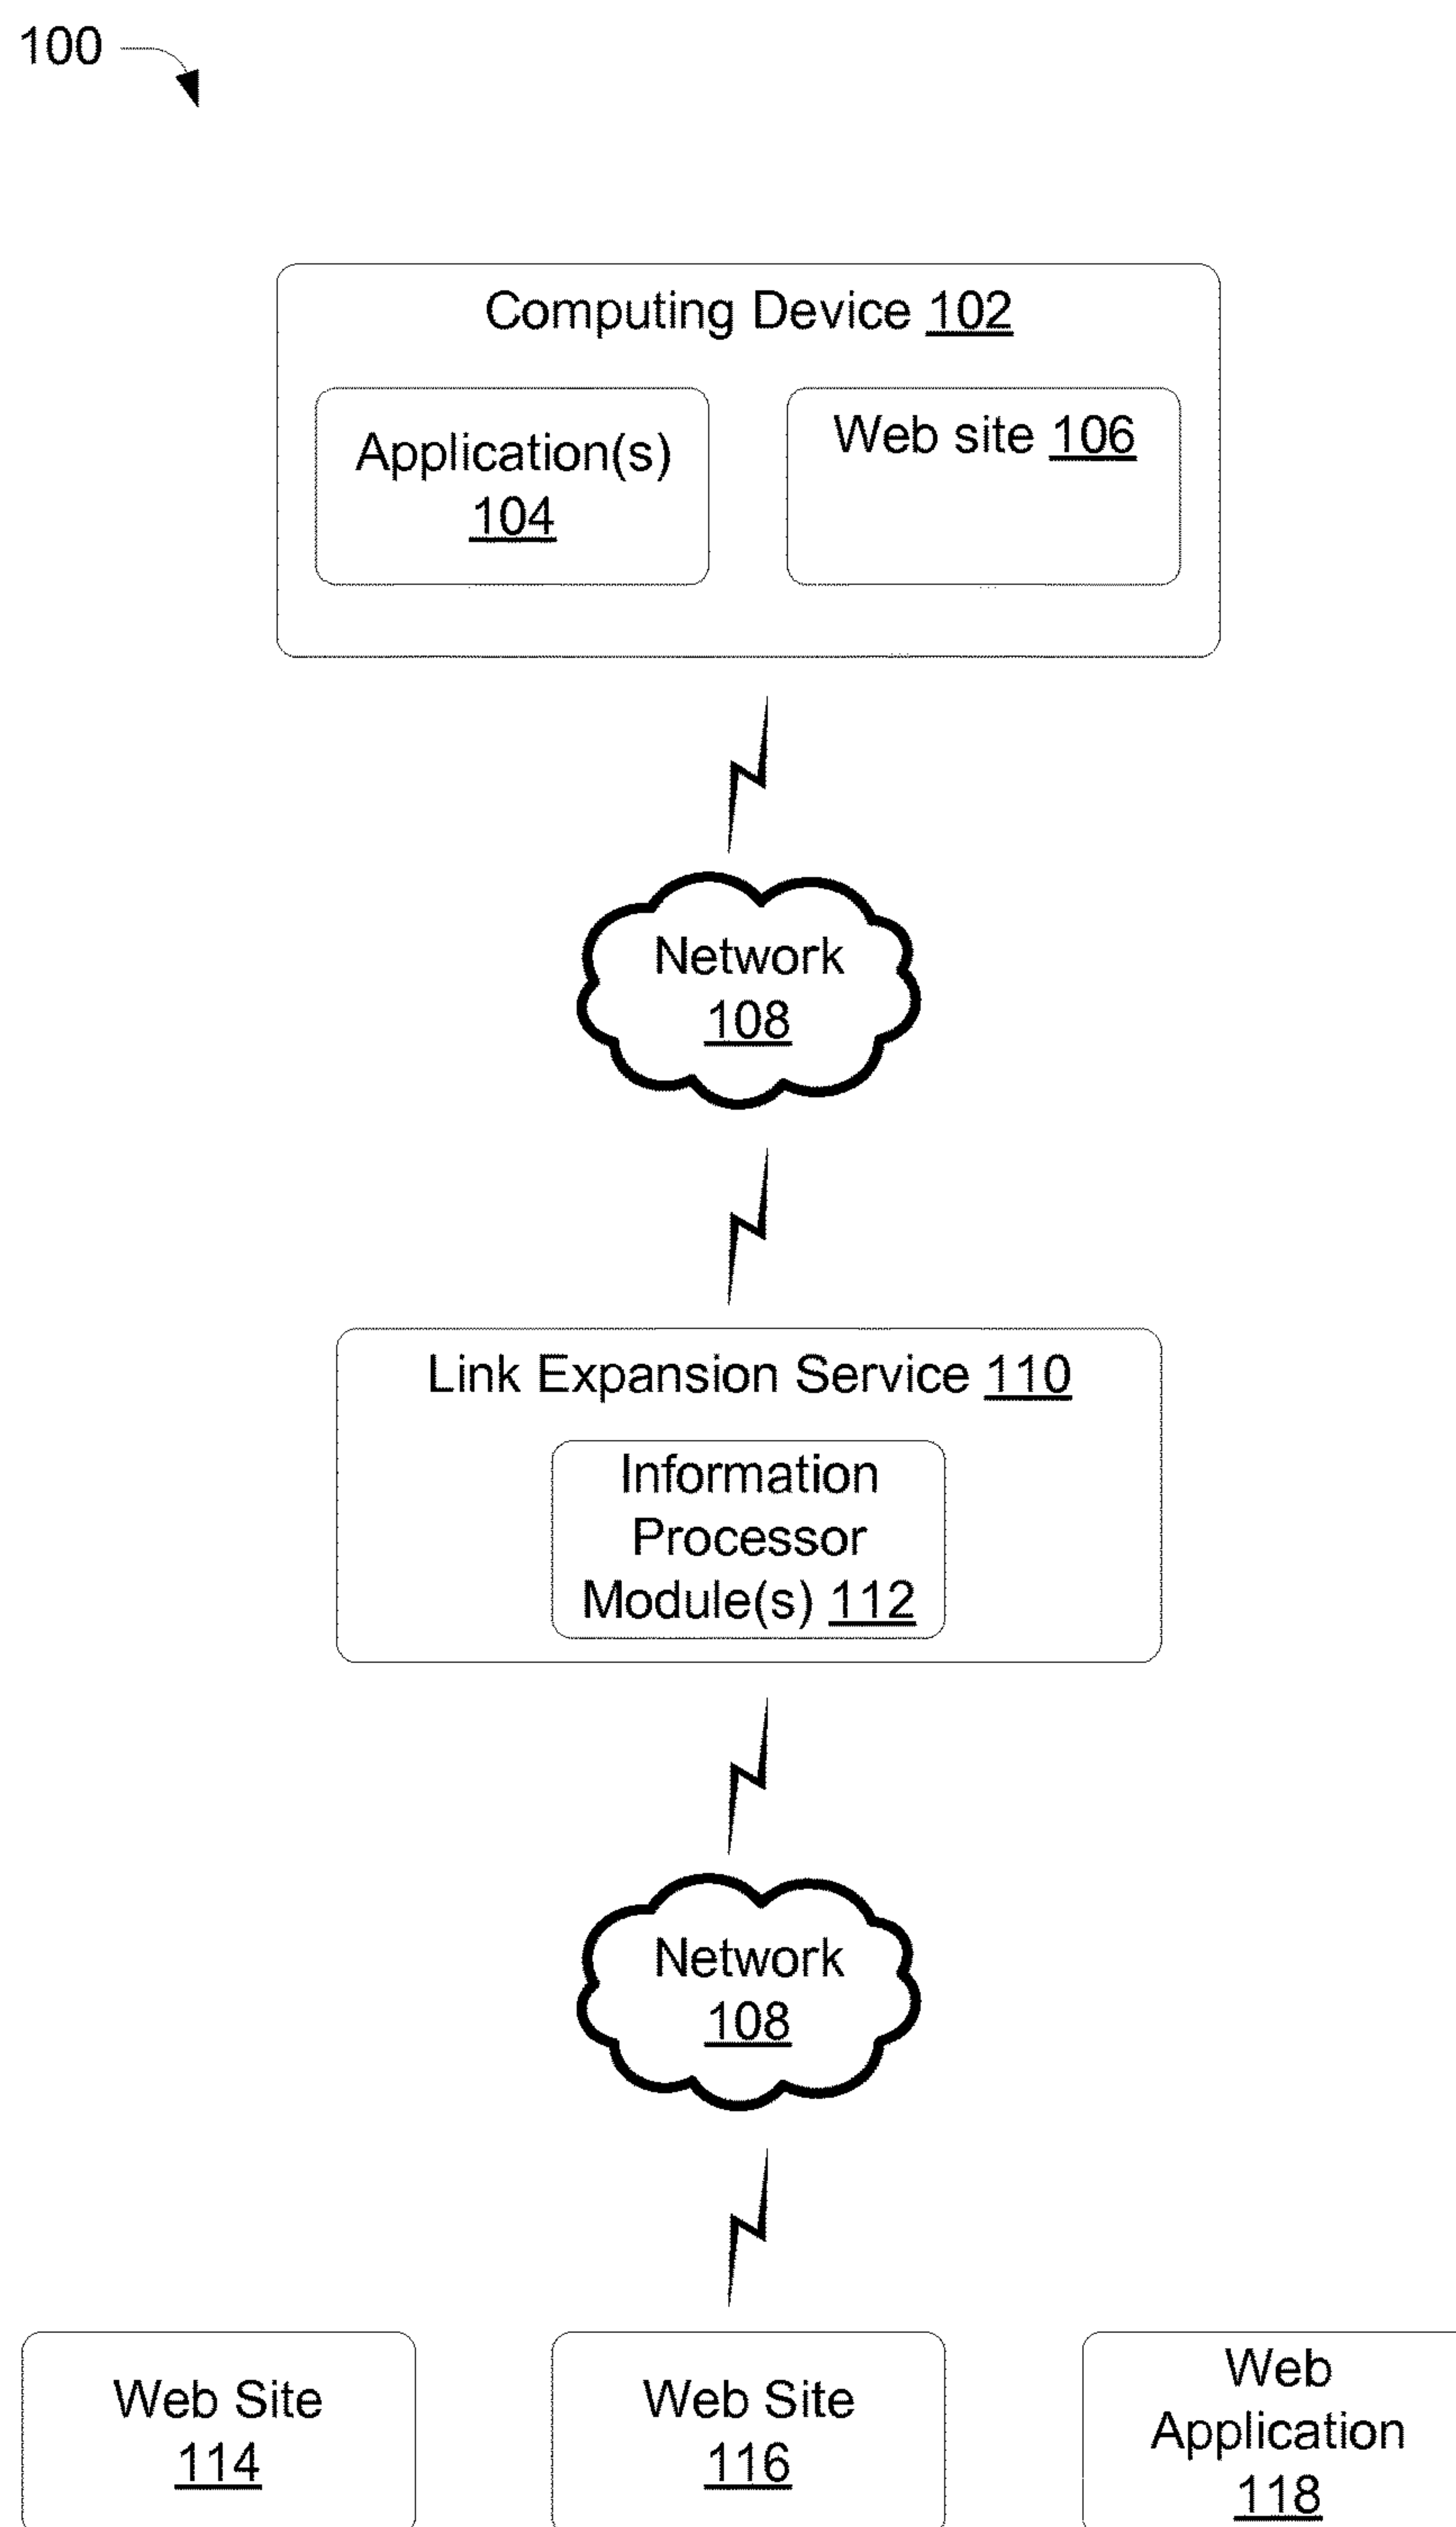 100
Computing Device 102
Application(s)
104
Web site 106
Network
108
Link Expansion Service 110
Information
Processor
Module(s) 112
Network
108
Web Site
114
Web Site
116
Web
Application
118